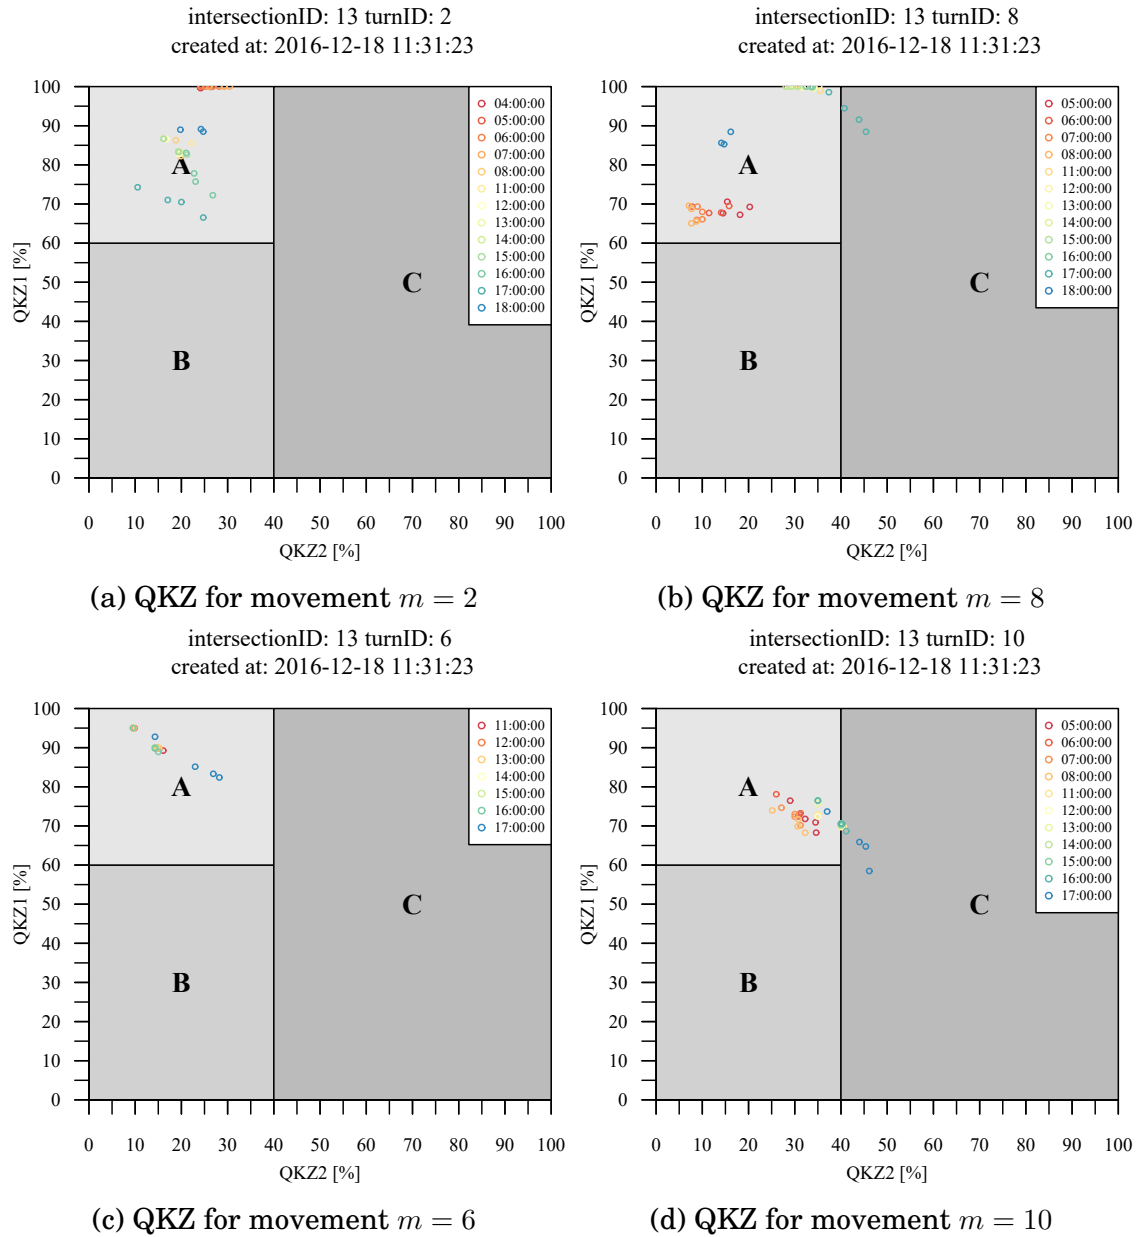 intersectionID: 13 turnID: 2
created at: 2016-12-18 11:31:23
100
90
80
70
60
50
40
30
20
10
0
QKZ1 [%]
A
B
C
04:00:00
05:00:00
06:00:00
07:00:00
08:00:00
11:00:00
12:00:00
13:00:00
14:00:00
15:00:00
16:00:00
17:00:00
18:00:00
0 10 20 30 40 50 60 70 80 90 100
QKZ2 [%]
(a) QKZ for movement m = 2
intersectionID: 13 turnID: 8
created at: 2016-12-18 11:31:23
100
90
80
70
60
50
40
30
20
10
0
QKZ1 [%]
A
B
C
05:00:00
06:00:00
07:00:00
08:00:00
11:00:00
12:00:00
13:00:00
14:00:00
15:00:00
16:00:00
17:00:00
18:00:00
0 10 20 30 40 50 60 70 80 90 100
QKZ2 [%]
(b) QKZ for movement m = 8
intersectionID: 13 turnID: 6
created at: 2016-12-18 11:31:23
100
90
80
70
60
50
40
30
20
10
0
QKZ1 [%]
A
B
C
11:00:00
12:00:00
13:00:00
14:00:00
15:00:00
16:00:00
17:00:00
0 10 20 30 40 50 60 70 80 90 100
QKZ2 [%]
(c) QKZ for movement m = 6
intersectionID: 13 turnID: 10
created at: 2016-12-18 11:31:23
100
90
80
70
60
50
40
30
20
10
0
QKZ1 [%]
A
B
C
05:00:00
06:00:00
07:00:00
08:00:00
11:00:00
12:00:00
13:00:00
14:00:00
15:00:00
16:00:00
17:00:00
0 10 20 30 40 50 60 70 80 90 100
QKZ2 [%]
(d) QKZ for movement m = 10